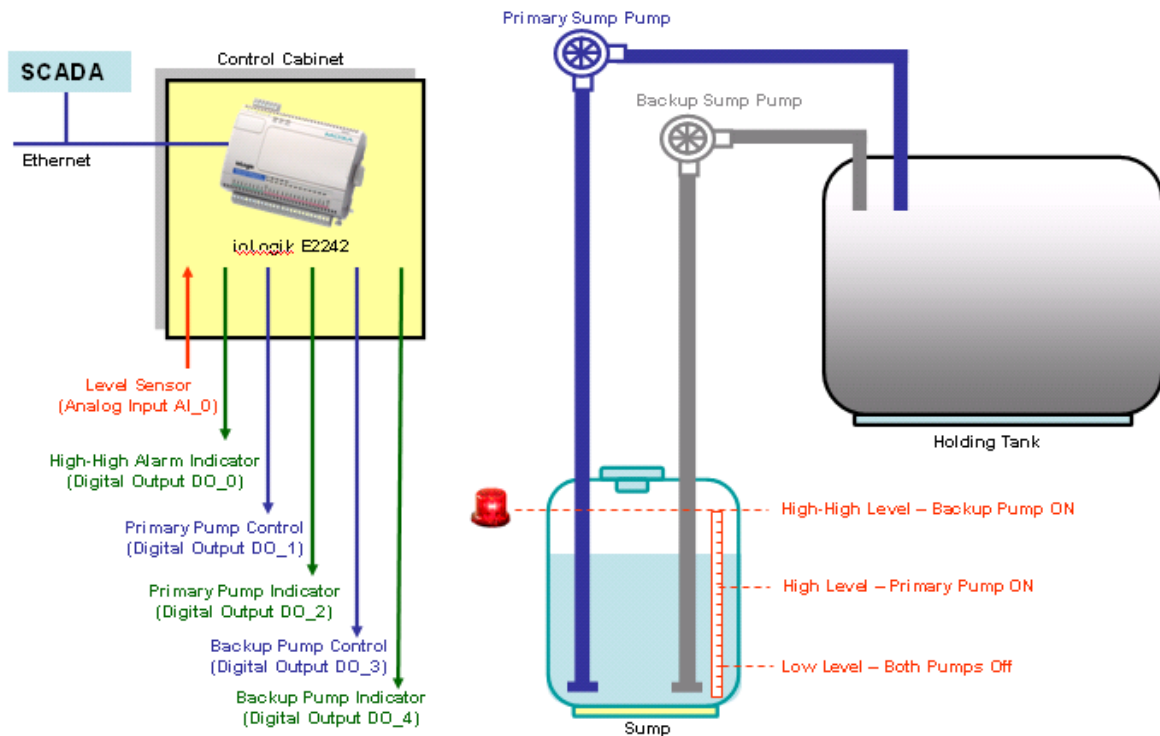 Primary Sump Pump
Control Cabinet
SCADA
Backup Sump Pump
MOXA
Ethernet
ioLogik E2242
Level Sensor
(Analog Input AI_0)
Holding Tank
High-High Alarm Indicator
(Digital Output DO_0)
High-High Level – Backup Pump ON
Primary Pump Control
(Digital Output DO_1)
High Level – Primary Pump ON
Primary Pump Indicator
(Digital Output DO_2)
Backup Pump Control
(Digital Output DO_3)
Low Level – Both Pumps Off
Backup Pump Indicator
(Digital Output DO_4)
Sump